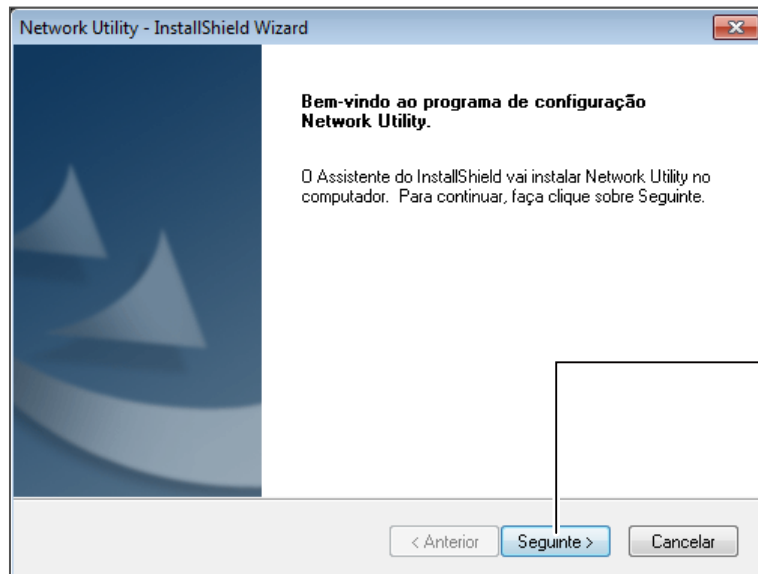 Network Utility - InstallShield Wizard
Bem-vindo ao programa de configuração
Network Utility.
O Assistente do InstallShield vai instalar Network Utility no
computador. Para continuar, faça clique sobre Seguinte.
< Anterior
Seguinte >
Cancelar